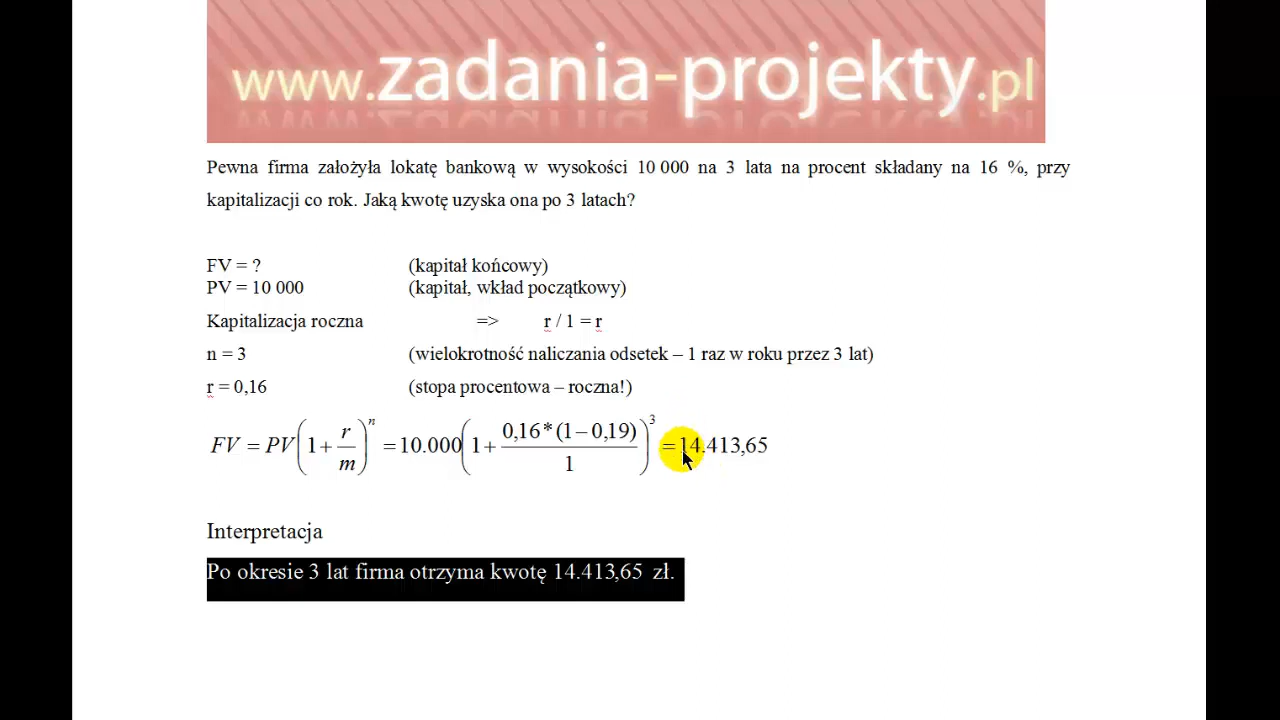 www.zadania-projekty.pl
Pewna firma założyła lokatę bankową w wysokości 10 000 na 3 lata na procent składany na 16 %, przy
kapitalizacji co rok. Jaką kwotę uzyska ona po 3 latach?
FV = ? (kapitał końcowy)
PV = 10 000 (kapitał, wkład początkowy)
Kapitalizacja roczna => r / 1 = r
n = 3 (wielokrotność naliczania odsetek – 1 raz w roku przez 3 lat)
r = 0,16 (stopa procentowa – roczna!)
FV = PV(1 + r/m)^n = 10.000(1 + 0,16*(1−0,19)/1)^3 = 14.413,65
Interpretacja
Po okresie 3 lat firma otrzyma kwotę 14.413,65 zł.